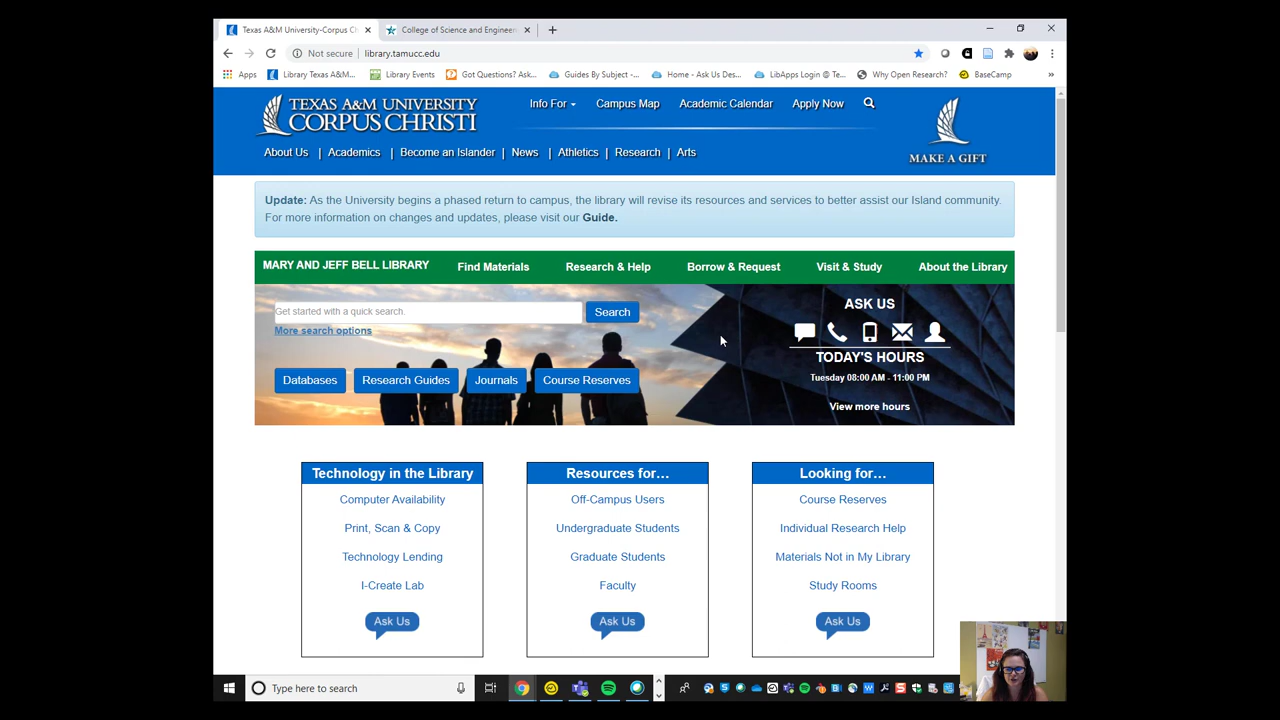 Texas A&M University-Corpus Ch
College of Science and Engineer
Not secure library.tamucc.edu
Apps Library Texas A&M... Library Events Got Questions? Ask... Guides By Subject -... Home - Ask Us Des... LibApps Login @ Te... Why Open Research? BaseCamp »
TEXAS A&M UNIVERSITY
CORPUS CHRISTI
Info For Campus Map Academic Calendar Apply Now
MAKE A GIFT
About Us | Academics | Become an Islander | News | Athletics | Research | Arts
Update: As the University begins a phased return to campus, the library will revise its resources and services to better assist our Island community.
For more information on changes and updates, please visit our Guide.
MARY AND JEFF BELL LIBRARY Find Materials Research & Help Borrow & Request Visit & Study About the Library
Get started with a quick search. Search
More search options
Databases Research Guides Journals Course Reserves
ASK US
TODAY'S HOURS
Tuesday 08:00 AM - 11:00 PM
View more hours
Technology in the Library
Computer Availability
Print, Scan & Copy
Technology Lending
I-Create Lab
Ask Us
Resources for...
Off-Campus Users
Undergraduate Students
Graduate Students
Faculty
Ask Us
Looking for...
Course Reserves
Individual Research Help
Materials Not in My Library
Study Rooms
Ask Us
Type here to search